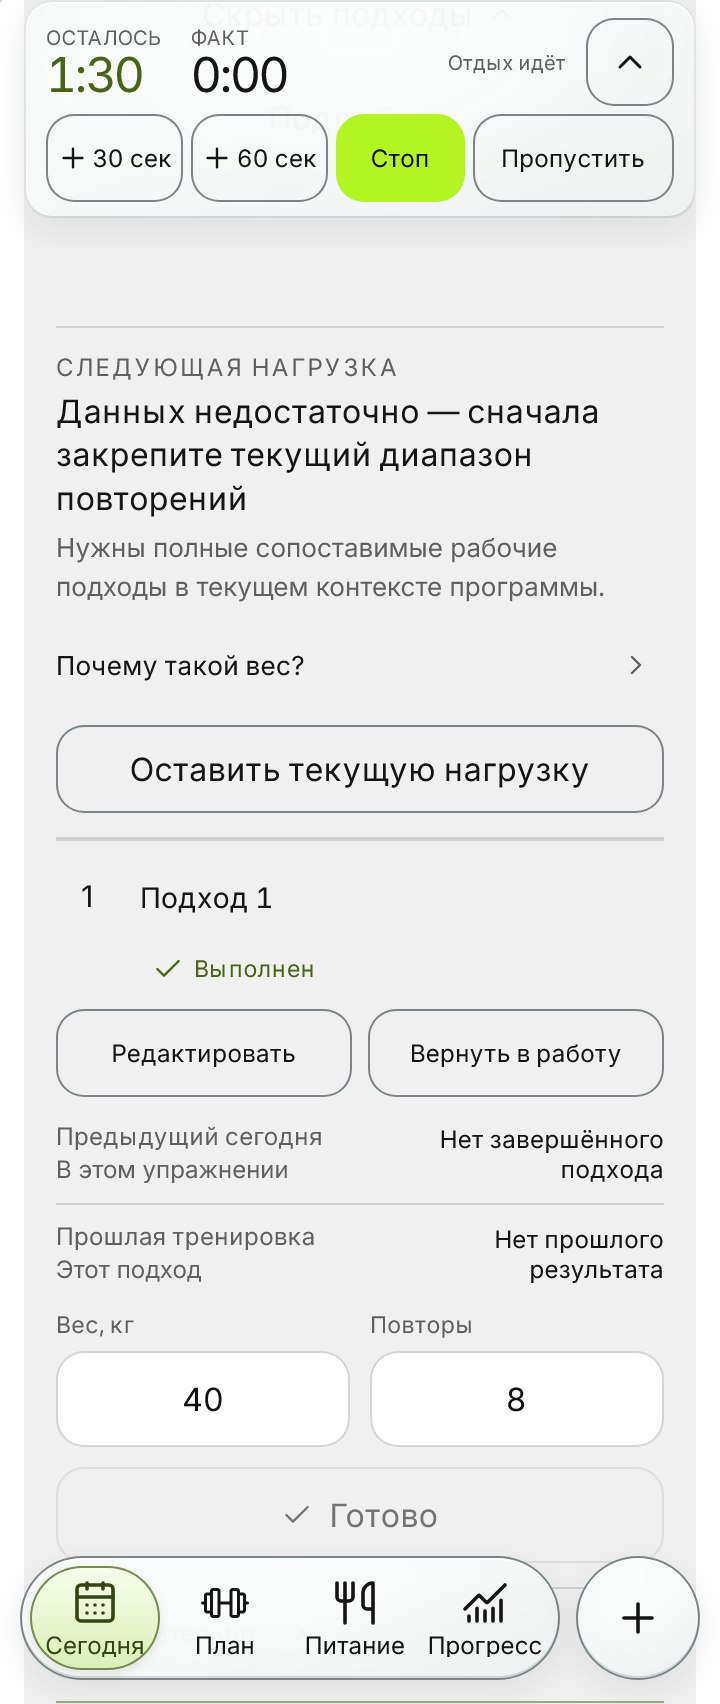 Скрыть подходы
ОСТАЛОСЬ ФАКТ
1:30 0:00
Отдых идёт
+ 30 сек + 60 сек Стоп Пропустить
СЛЕДУЮЩАЯ НАГРУЗКА
Данных недостаточно — сначала
закрепите текущий диапазон
повторений
Нужны полные сопоставимые рабочие
подходы в текущем контексте программы.
Почему такой вес?
Оставить текущую нагрузку
1 Подход 1
Выполнен
Редактировать Вернуть в работу
Предыдущий сегодня
В этом упражнении
Нет завершённого
подхода
Прошлая тренировка
Этот подход
Нет прошлого
результата
Вес, кг Повторы
40 8
Готово
Сегодня План Питание Прогресс